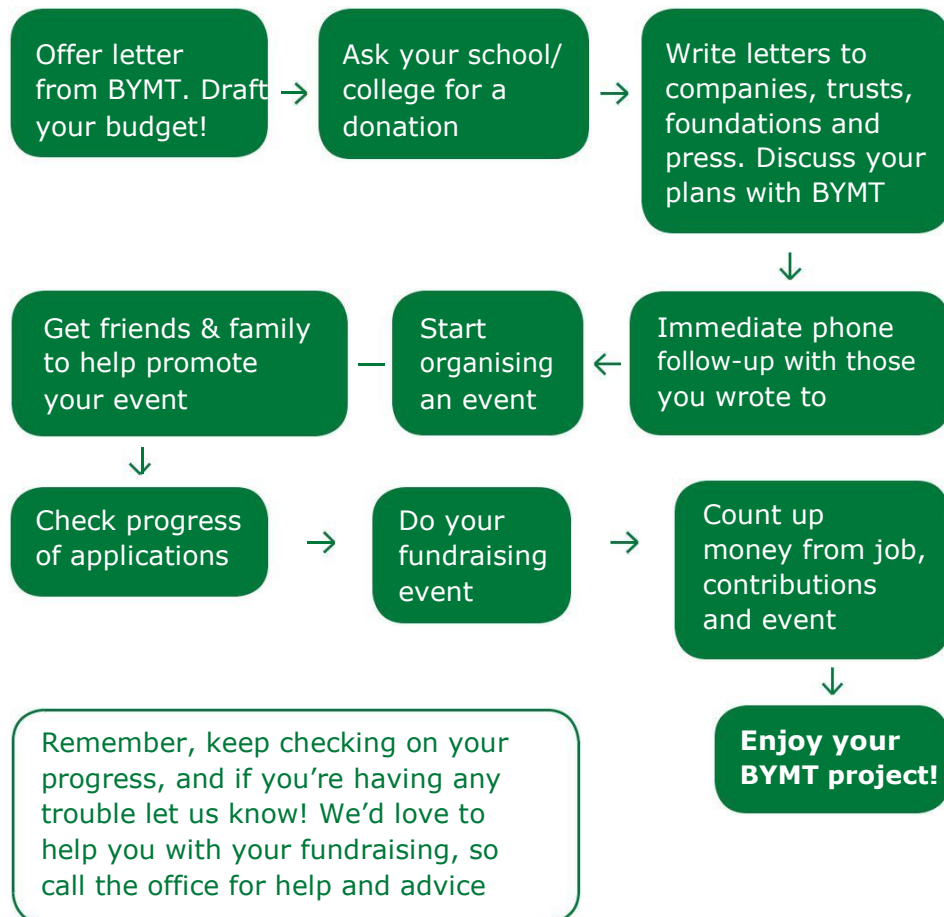 Offer letter
from BYMT. Draft
your budget!
Ask your school/
college for a
donation
Write letters to
companies, trusts,
foundations and
press. Discuss your
plans with BYMT
Immediate phone
follow-up with those
you wrote to
Start
organising
an event
Get friends & family
to help promote
your event
Check progress
of applications
Do your
fundraising
event
Count up
money from job,
contributions
and event
Enjoy your
BYMT project!
Remember, keep checking on your
progress, and if you’re having any
trouble let us know! We’d love to
help you with your fundraising, so
call the office for help and advice